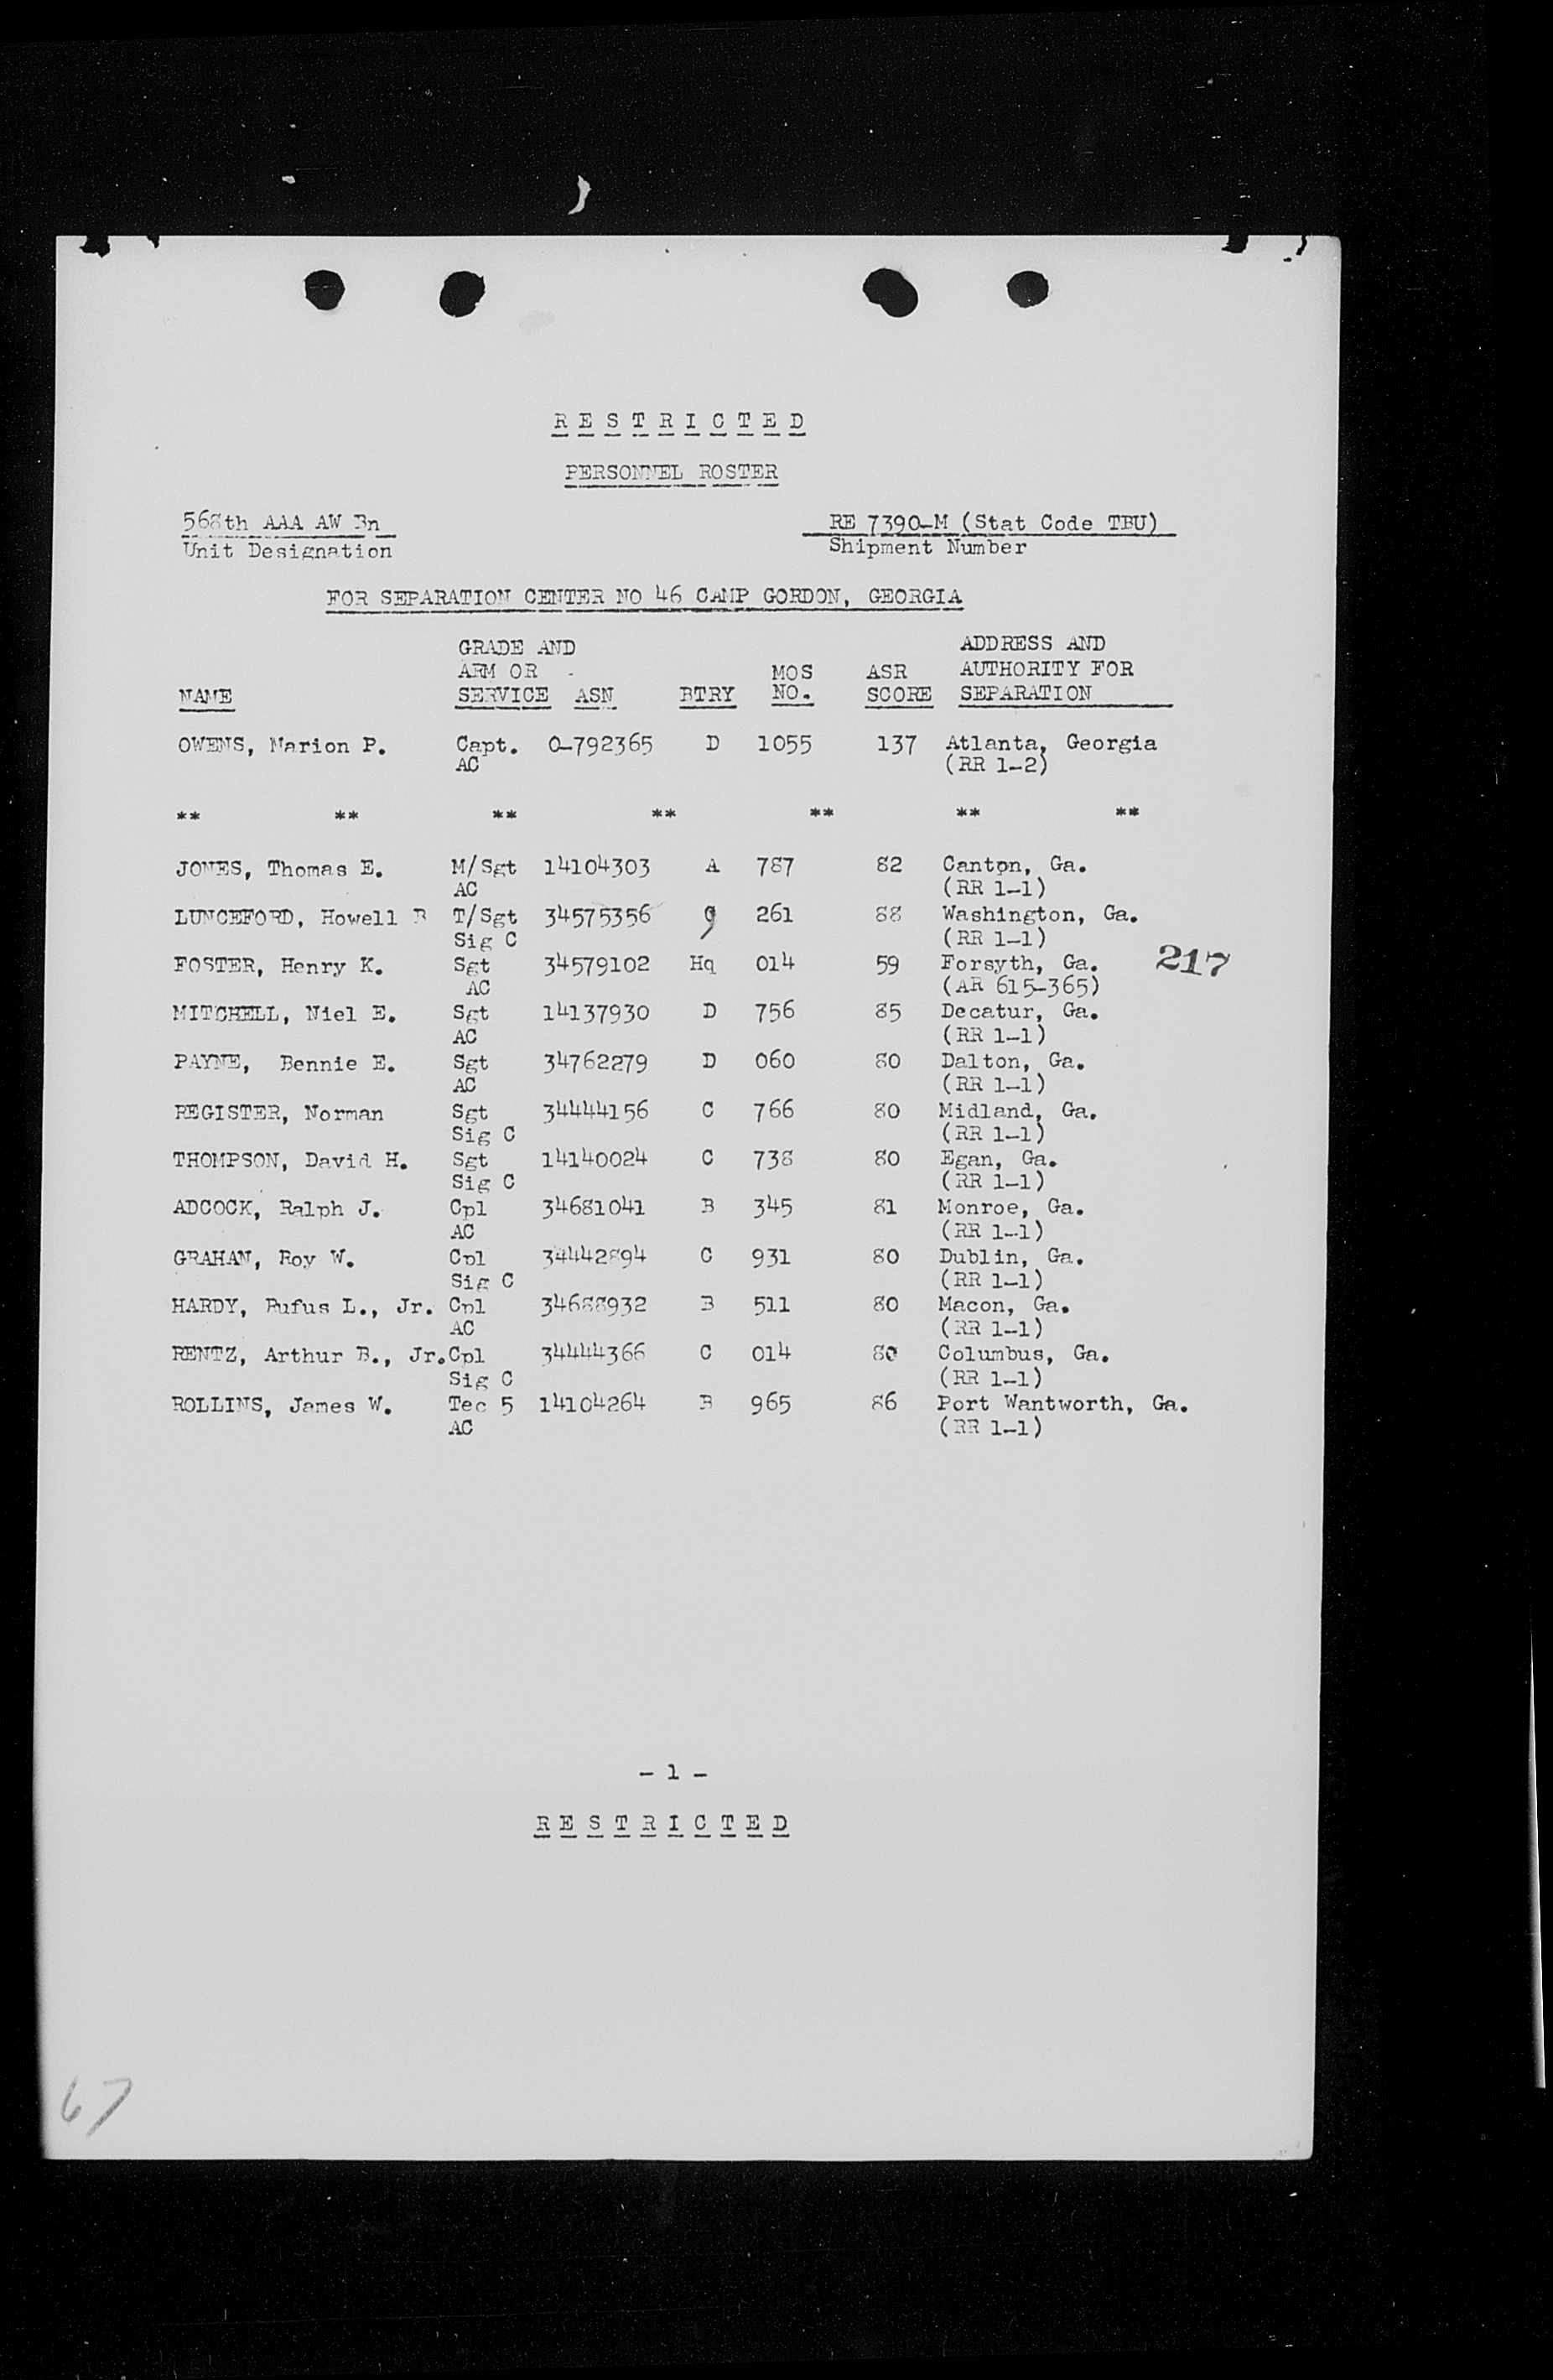 RESTRICTED
PERSONNEL ROSTER
568th AAA AW Bn RE 7390-M (Stat Code TBU)
Unit Designation Shipment Number
FOR SEPARATION CENTER NO 46 CAMP GORDON, GEORGIA
GRADE AND ADDRESS AND
ARM OR MOS ASR AUTHORITY FOR
NAME SERVICE ASN BTRY NO. SCORE SEPARATION
OWENS, Marion P. Capt. O-792365 D 1055 137 Atlanta, Georgia
AC (RR 1-2)
** ** ** ** ** ** **
JONES, Thomas E. M/Sgt 14104303 A 787 82 Canton, Ga.
AC (RR 1-1)
LUNCEFORD, Howell B T/Sgt 34575356 261 88 Washington, Ga.
Sig C (RR 1-1)
FOSTER, Henry K. Sgt 34579102 Hq 014 59 Forsyth, Ga. 217
AC (AR 615-365)
MITCHELL, Niel E. Sgt 14137930 D 756 85 Decatur, Ga.
AC (RR 1-1)
PAYNE, Bennie E. Sgt 34762279 D 060 80 Dalton, Ga.
AC (RR 1-1)
REGISTER, Norman Sgt 34444156 C 766 80 Midland, Ga.
Sig C (RR 1-1)
THOMPSON, David H. Sgt 14140024 C 738 80 Egan, Ga.
Sig C (RR 1-1)
ADCOCK, Ralph J. Cpl 34681041 B 345 81 Monroe, Ga.
AC (RR 1-1)
GRAHAN, Roy W. Cpl 34442894 C 931 80 Dublin, Ga.
Sig C (RR 1-1)
HARDY, Rufus L., Jr. Cpl 34688932 B 511 80 Macon, Ga.
AC (RR 1-1)
RENTZ, Arthur B., Jr. Cpl 34444366 C 014 80 Columbus, Ga.
Sig C (RR 1-1)
ROLLINS, James W. Tec 5 14104264 B 965 86 Port Wantworth, Ga.
AC (RR 1-1)
- 1 -
RESTRICTED
67